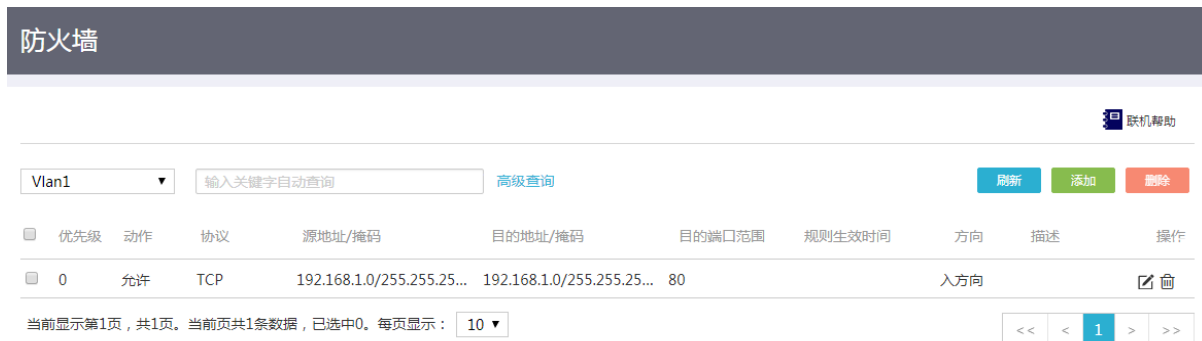 防火墙
联机帮助
Vlan1 输入关键字自动查询 高级查询 刷新 添加 删除
优先级 动作 协议 源地址/掩码 目的地址/掩码 目的端口范围 规则生效时间 方向 描述 操作
0 允许 TCP 192.168.1.0/255.255.25... 192.168.1.0/255.255.25... 80 入方向
当前显示第1页，共1页。当前页共1条数据，已选中0。每页显示： 10
<< < 1 > >>